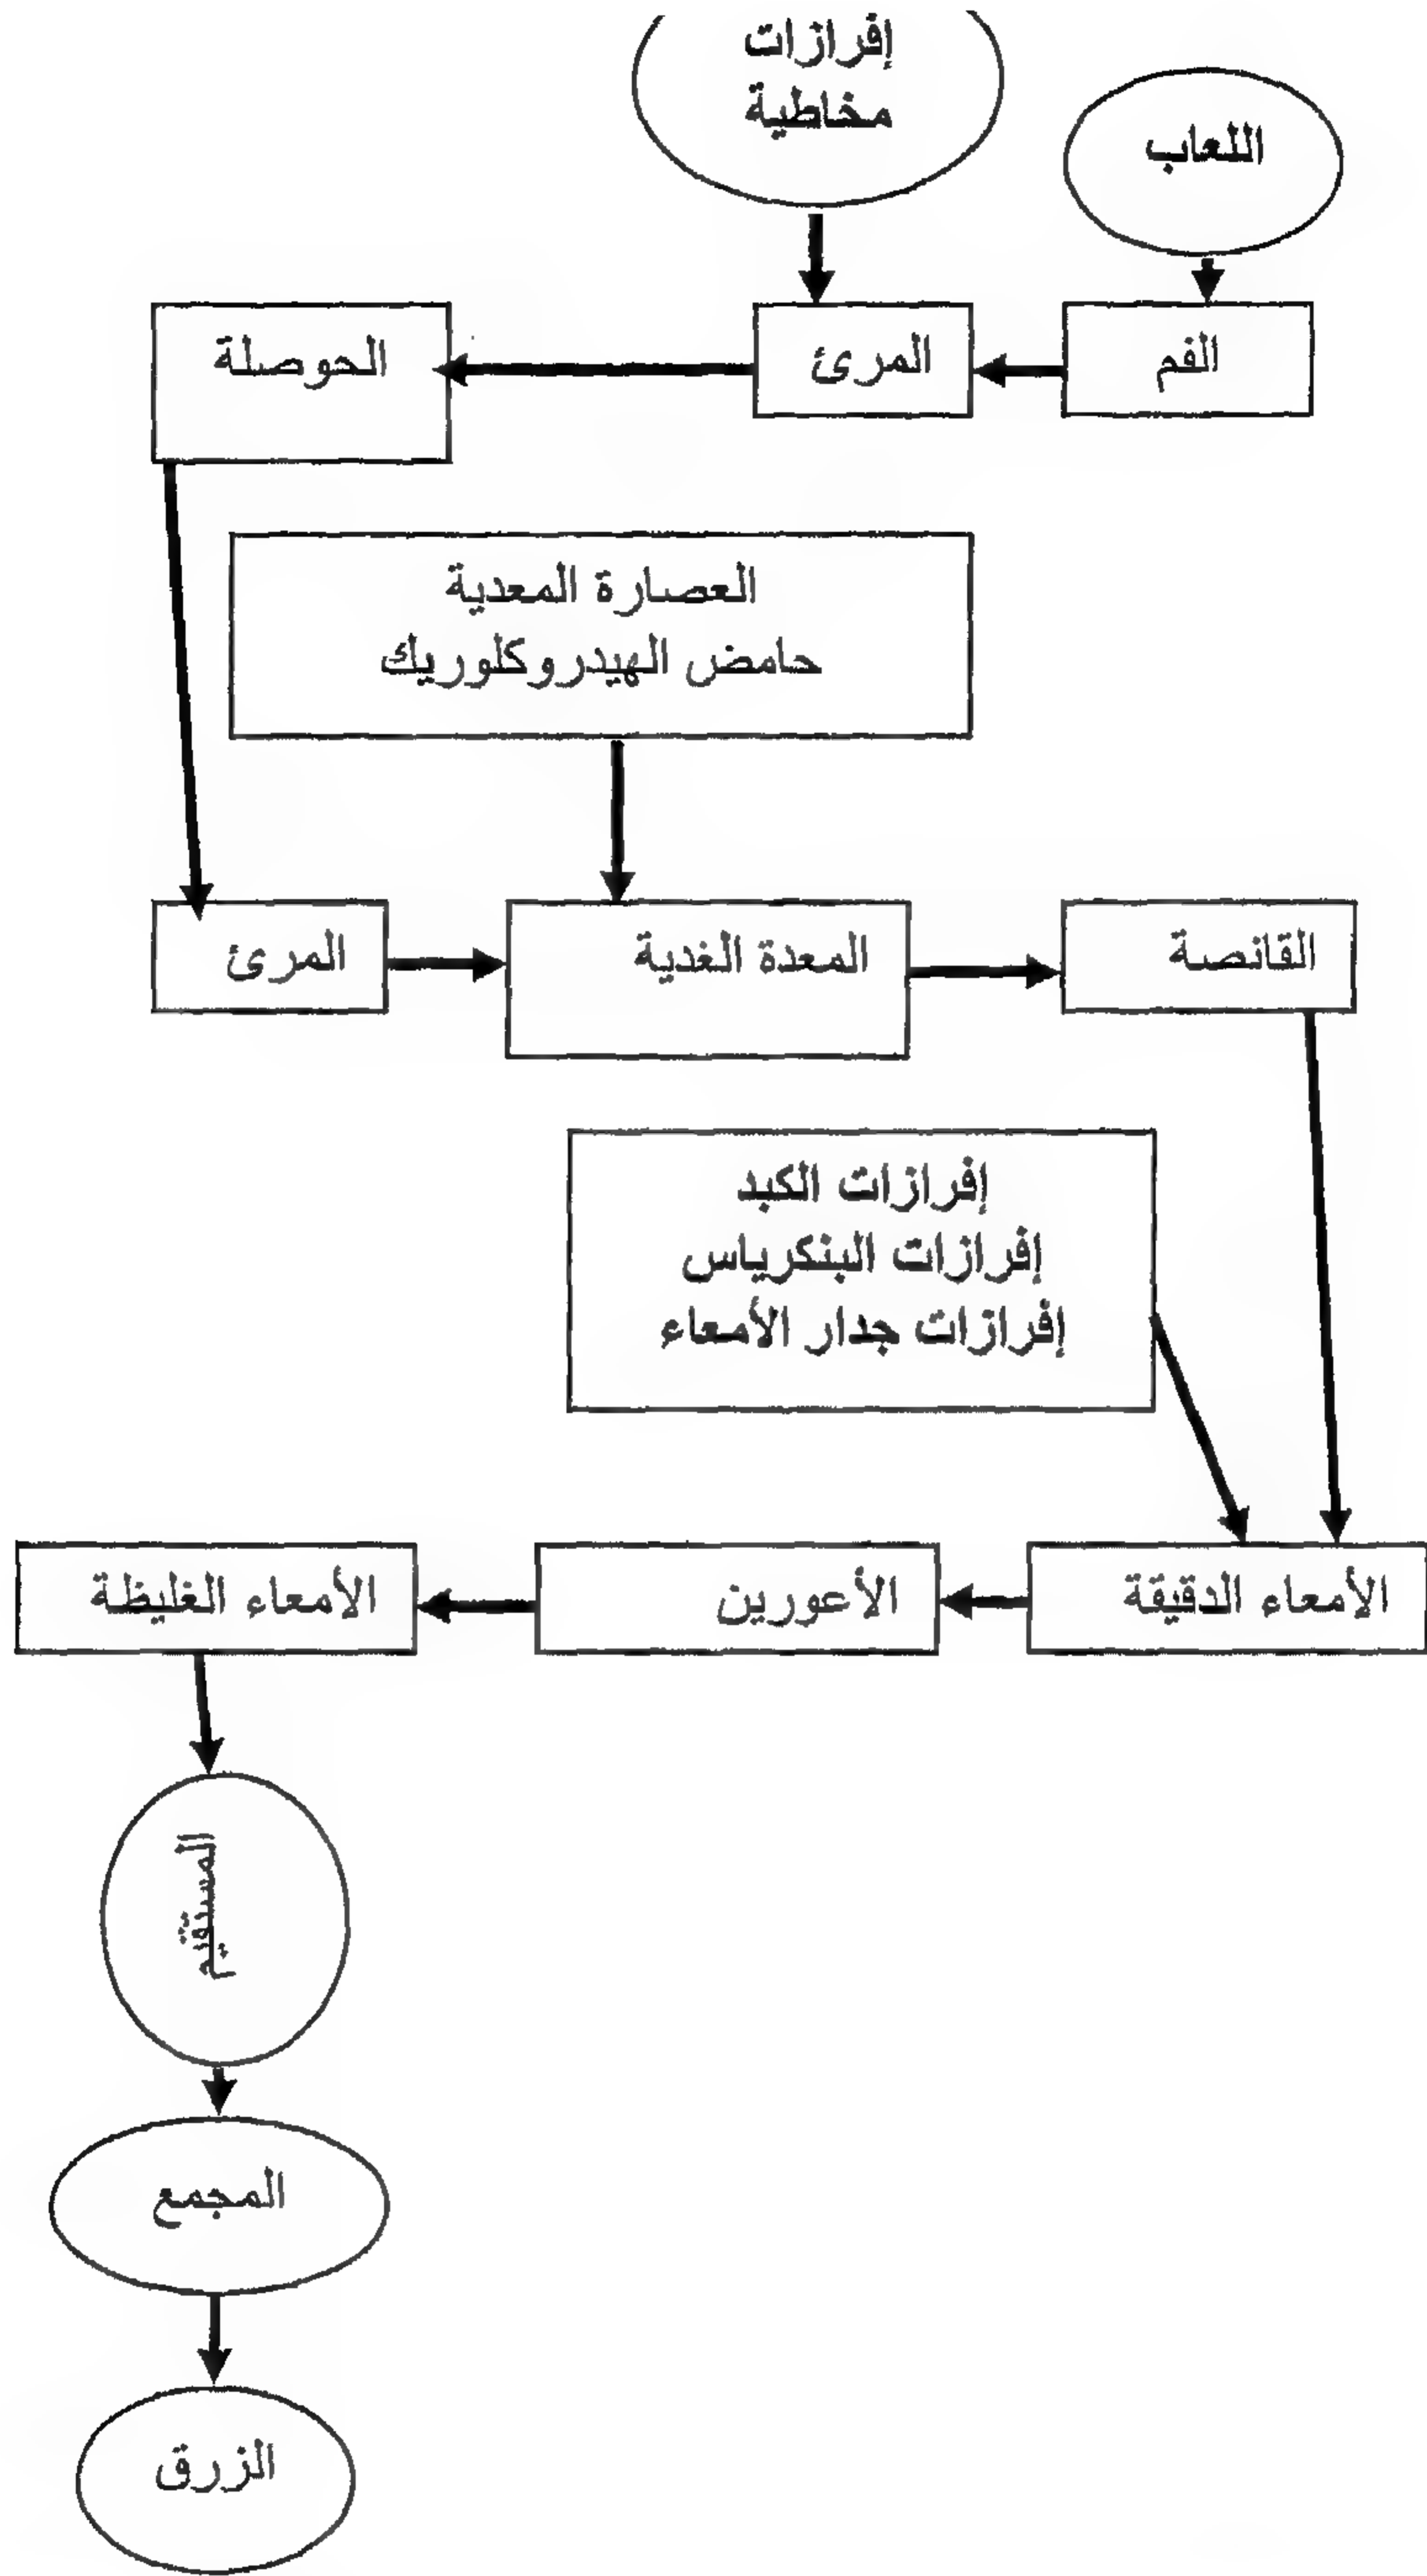 إفرازات
مخاطية
اللعاب
الفم
المرئ
الحوصلة
العصارة المعدية
حامض الهيدروكلوريك
المرئ
المعدة الغدية
القانصة
إفرازات الكبد
إفرازات البنكرياس
إفرازات جدار الأمعاء
الأمعاء الدقيقة
الأعورين
الأمعاء الغليظة
المستقيم
المجمع
الزرق